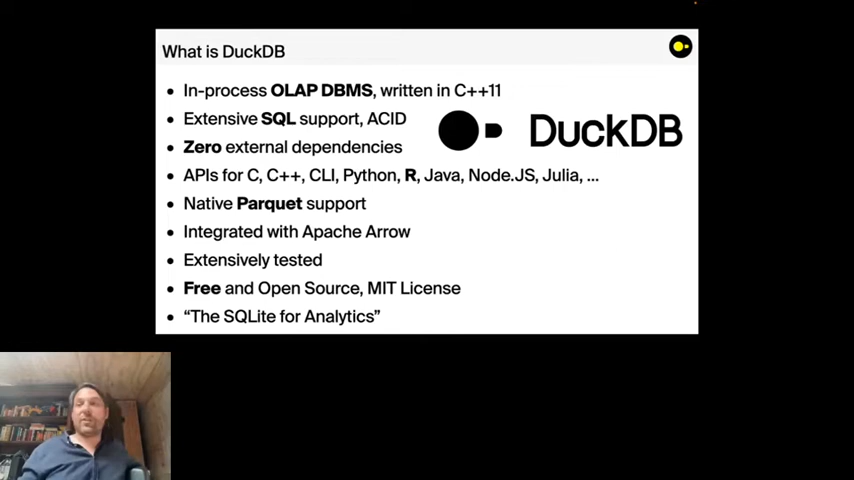 What is DuckDB
In-process OLAP DBMS, written in C++11
Extensive SQL support, ACID
Zero external dependencies
APIs for C, C++, CLI, Python, R, Java, Node.JS, Julia, ...
Native Parquet support
Integrated with Apache Arrow
Extensively tested
Free and Open Source, MIT License
“The SQLite for Analytics”
DuckDB